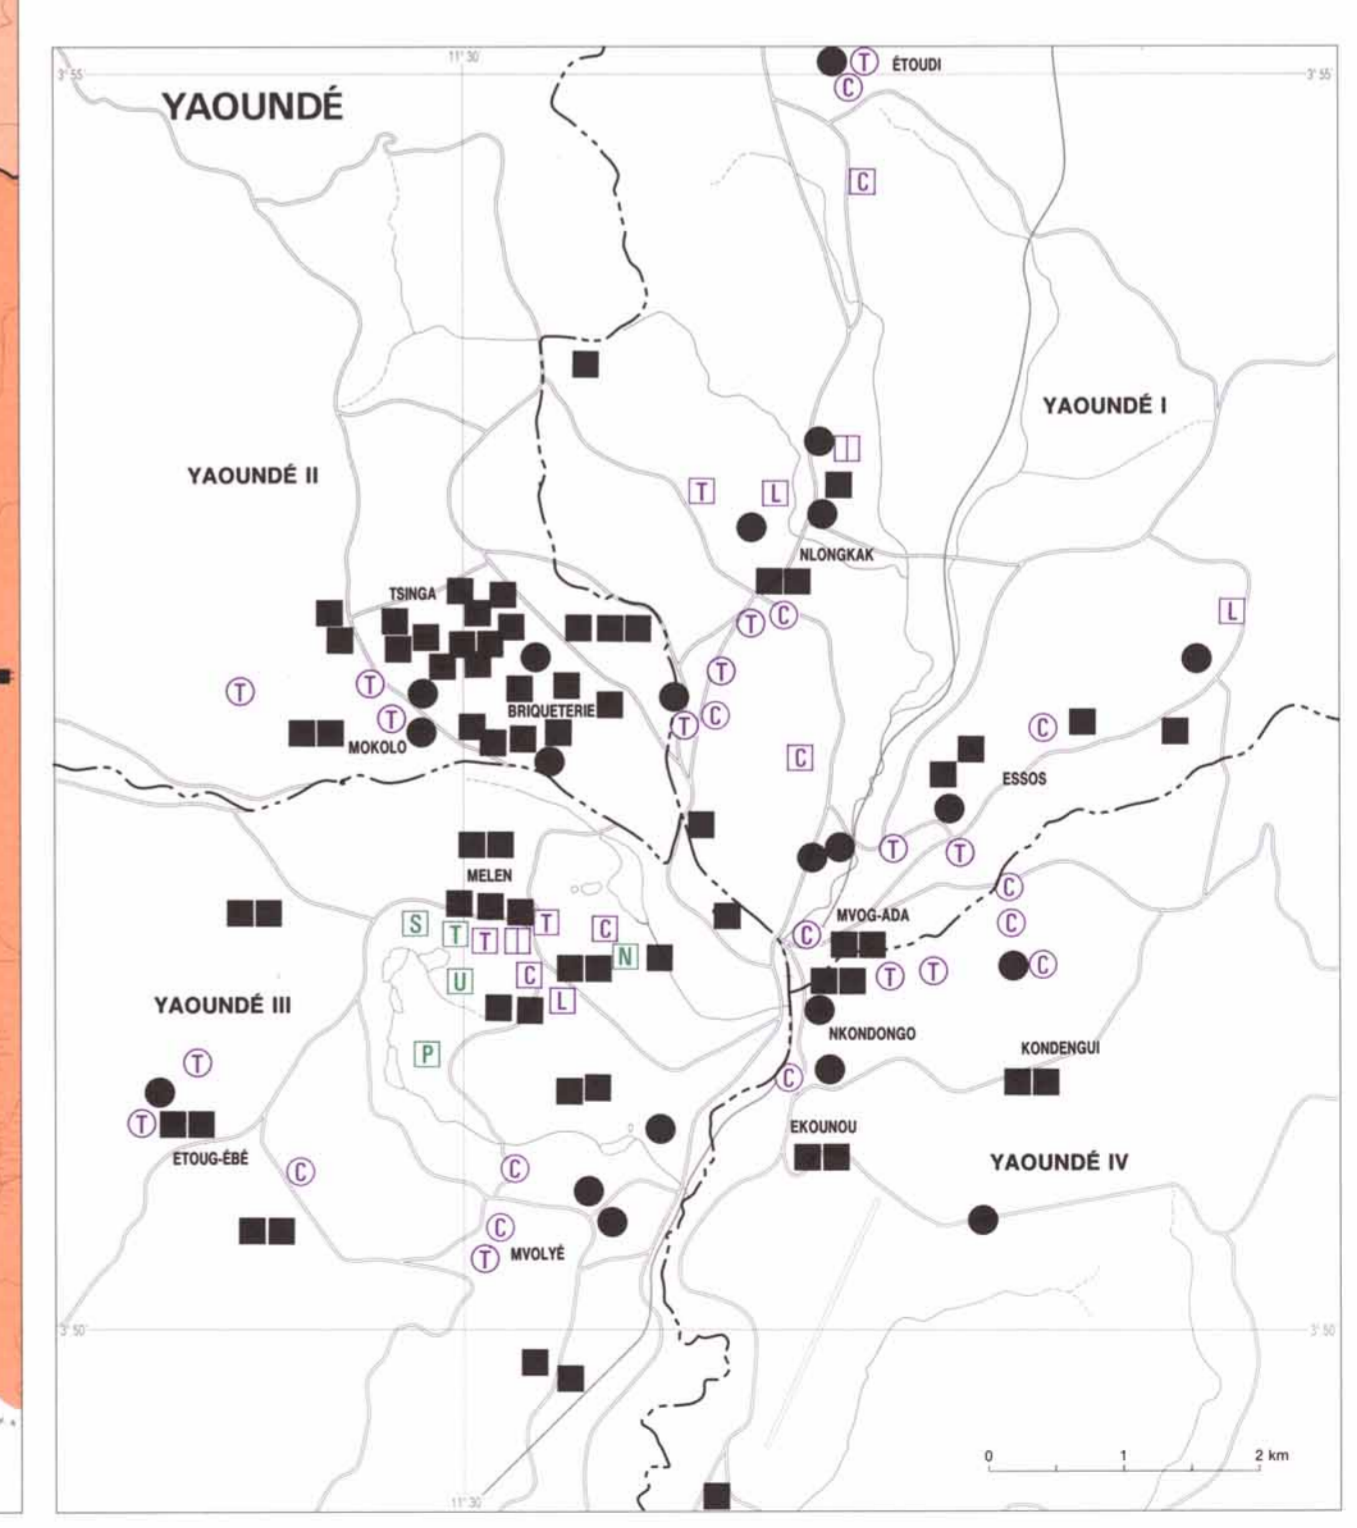 11°30'
3°55'
T
ÉTOUDI
3°55'
C
YAOUNDÉ
C
YAOUNDÉ I
YAOUNDÉ II
T
L
NLONGKAK
TSINGA
L
T
C
T
T
T
BRIQUETERIE
T
T
C
C
MOKOLO
C
ESSOS
T
T
MELEN
C
MVOG-ADA
S
T
T
T
C
C
C
N
U
C
L
T
T
C
YAOUNDÉ III
NKONDONGO
P
T
C
KONDENGUI
T
EKOUNOU
ETOUG-ÉBÉ
C
C
YAOUNDÉ IV
C
T
MVOLYÉ
3°50'
3°50'
0 1 2 km
11°30'